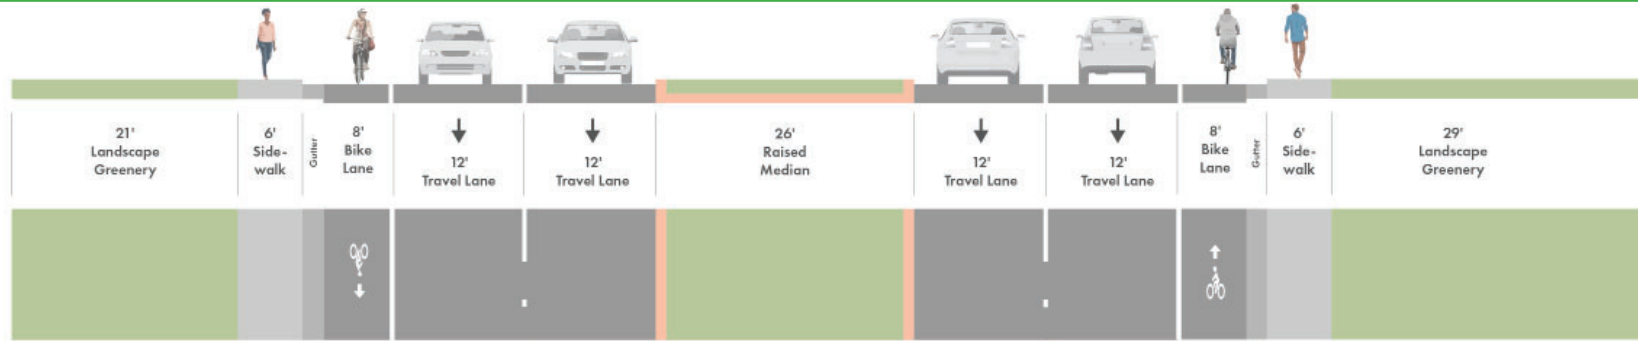 21'
Landscape
Greenery
6'
Side-
walk
Gutter
8'
Bike
Lane
12'
Travel Lane
12'
Travel Lane
26'
Raised
Median
12'
Travel Lane
12'
Travel Lane
8'
Bike
Lane
Gutter
6'
Side-
walk
29'
Landscape
Greenery